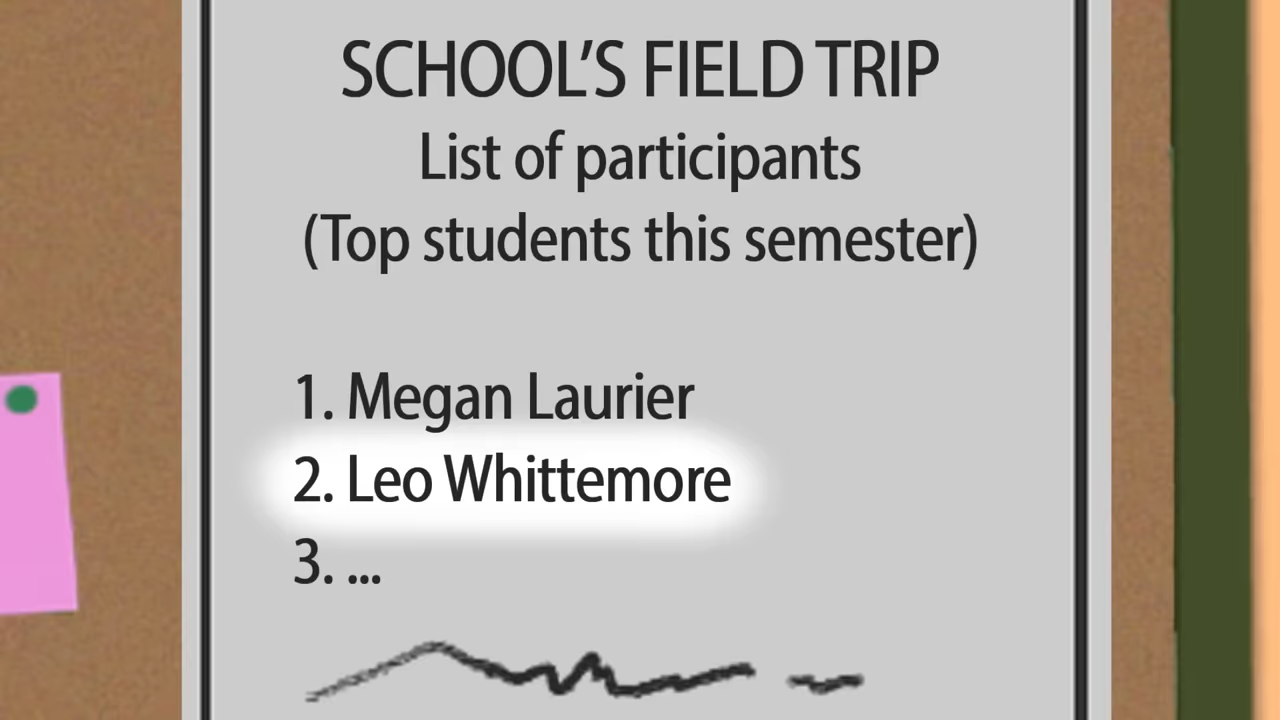 SCHOOL'S FIELD TRIP
List of participants
(Top students this semester)
1. Megan Laurier
2. Leo Whittemore
3. ...